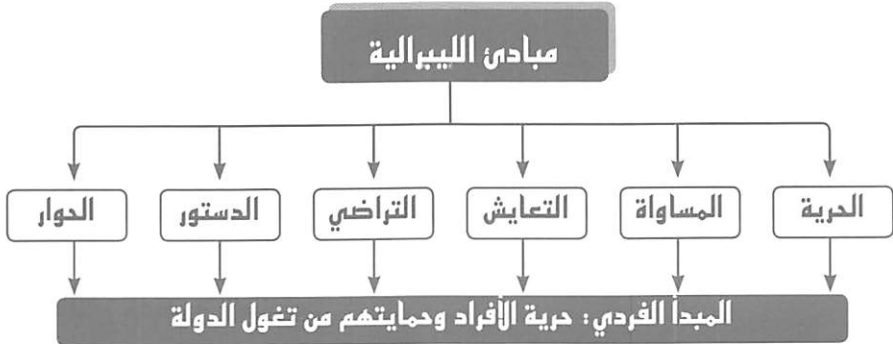 مبادئ الليبرالية
الحرية
المساواة
التعايش
التراضي
الدستور
الحوار
المبدأ الفردي: حرية الأفراد وحمايتهم من تغول الدولة